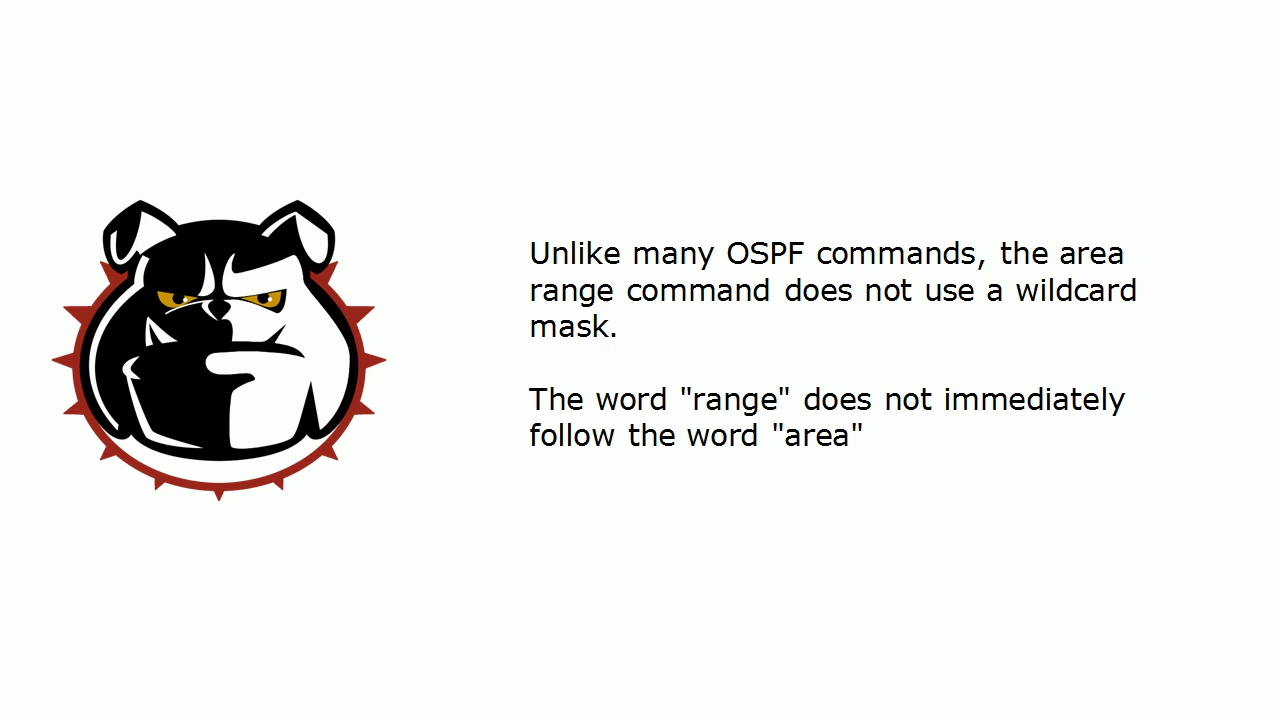 Unlike many OSPF commands, the area
range command does not use a wildcard
mask.
The word "range" does not immediately
follow the word "area"